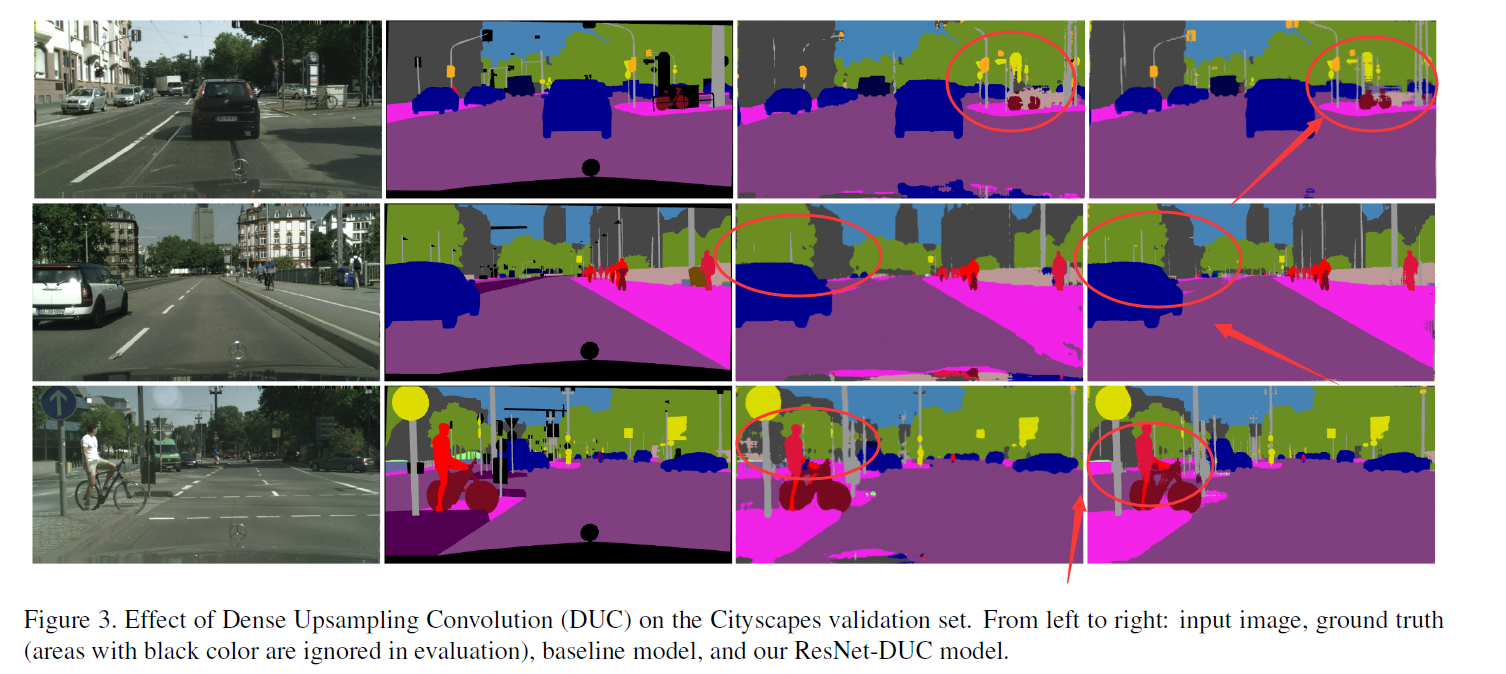 Figure 3. Effect of Dense Upsampling Convolution (DUC) on the Cityscapes validation set. From left to right: input image, ground truth
(areas with black color are ignored in evaluation), baseline model, and our ResNet-DUC model.